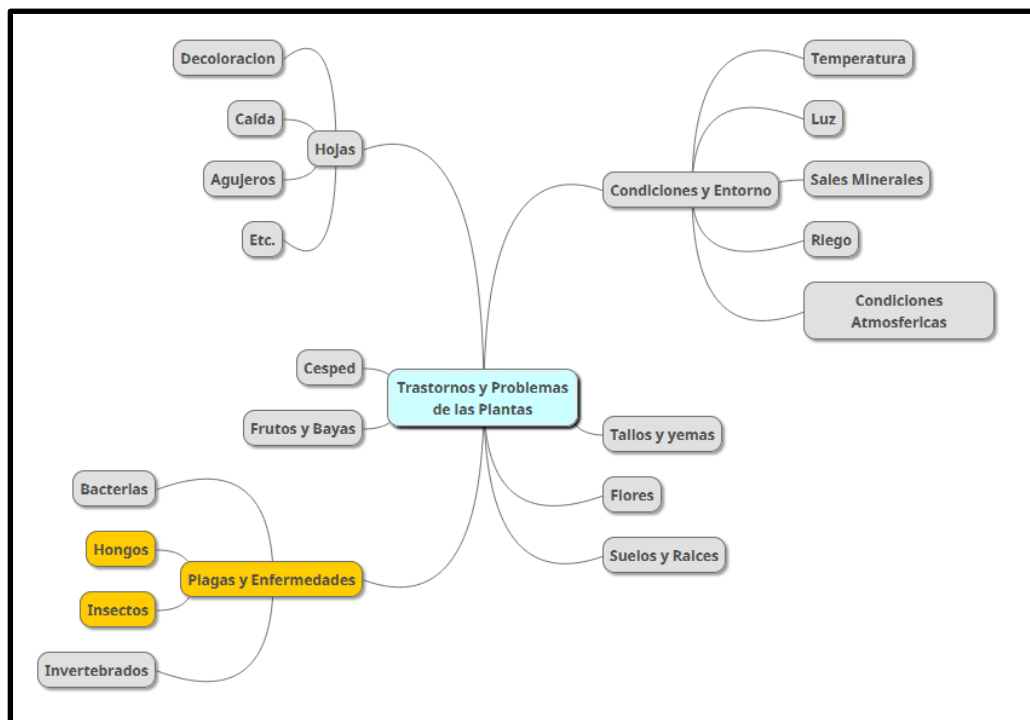 Decoloracion
Caída
Agujeros
Etc.
Hojas
Temperatura
Luz
Sales Minerales
Riego
Condiciones
Atmosfericas
Condiciones y Entorno
Trastornos y Problemas
de las Plantas
Cesped
Frutos y Bayas
Tallos y yemas
Flores
Suelos y Raices
Bacterias
Hongos
Insectos
Invertebrados
Plagas y Enfermedades